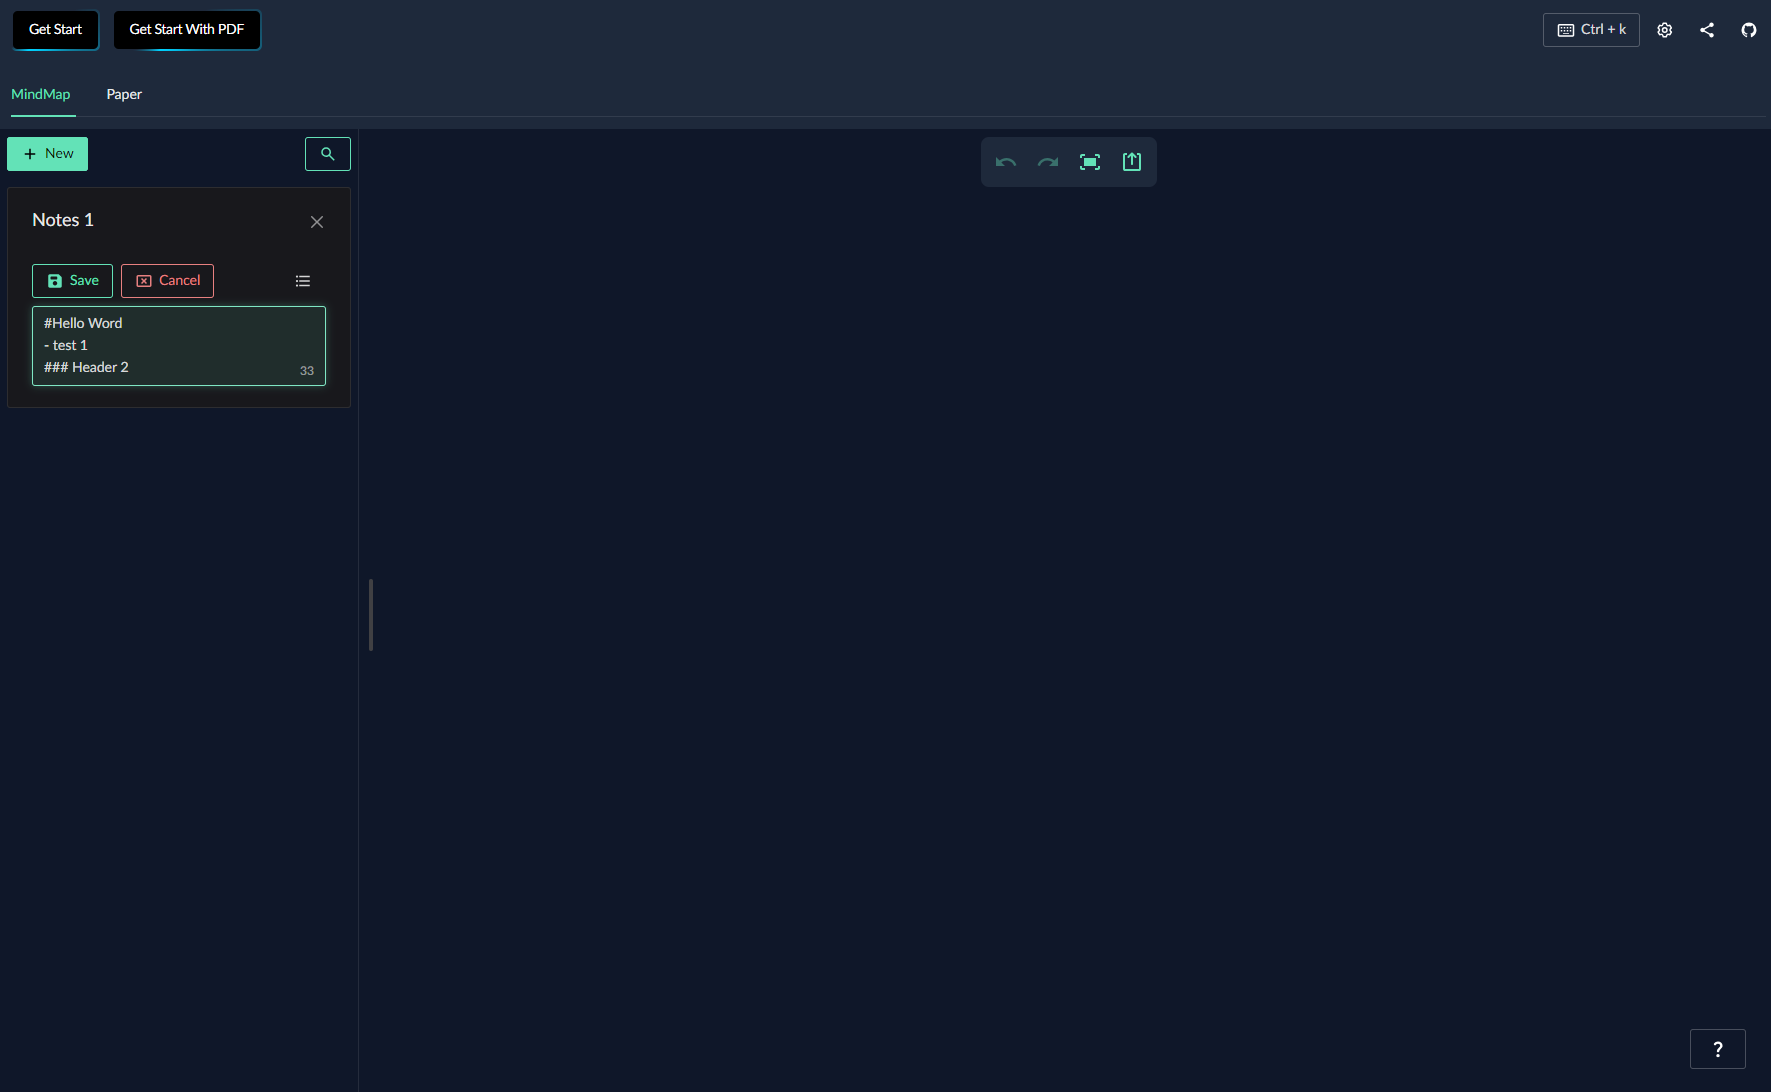 Get Start
Get Start With PDF
Ctrl + k
MindMap
Paper
+ New
Notes 1
Save
Cancel
#Hello Word
- test 1
### Header 2
33
?